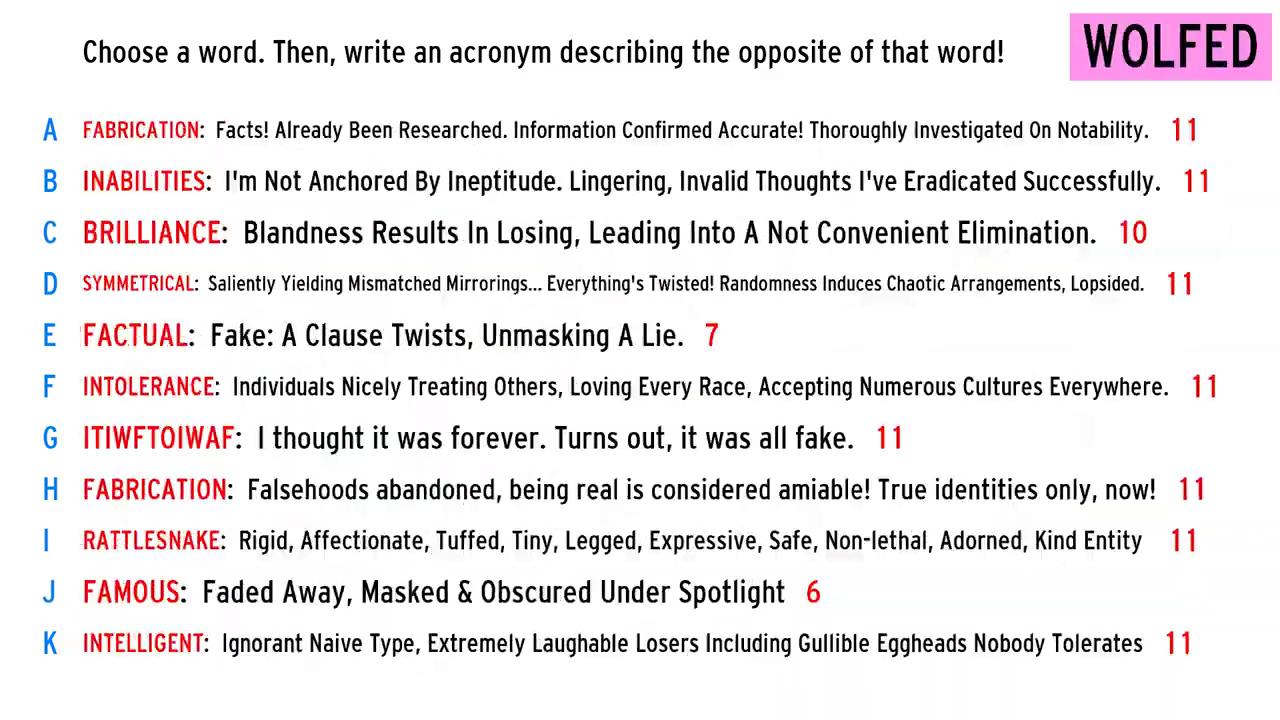 Choose a word. Then, write an acronym describing the opposite of that word!
WOLFED
A FABRICATION: Facts! Already Been Researched. Information Confirmed Accurate! Thoroughly Investigated On Notability. 11
B INABILITIES: I'm Not Anchored By Ineptitude. Lingering, Invalid Thoughts I've Eradicated Successfully. 11
C BRILLIANCE: Blandness Results In Losing, Leading Into A Not Convenient Elimination. 10
D SYMMETRICAL: Saliently Yielding Mismatched Mirrorings... Everything's Twisted! Randomness Induces Chaotic Arrangements, Lopsided. 11
E FACTUAL: Fake: A Clause Twists, Unmasking A Lie. 7
F INTOLERANCE: Individuals Nicely Treating Others, Loving Every Race, Accepting Numerous Cultures Everywhere. 11
G ITIWFTOIWAF: I thought it was forever. Turns out, it was all fake. 11
H FABRICATION: Falsehoods abandoned, being real is considered amiable! True identities only, now! 11
I RATTLESNAKE: Rigid, Affectionate, Tuffed, Tiny, Legged, Expressive, Safe, Non-lethal, Adorned, Kind Entity 11
J FAMOUS: Faded Away, Masked & Obscured Under Spotlight 6
K INTELLIGENT: Ignorant Naive Type, Extremely Laughable Losers Including Gullible Eggheads Nobody Tolerates 11